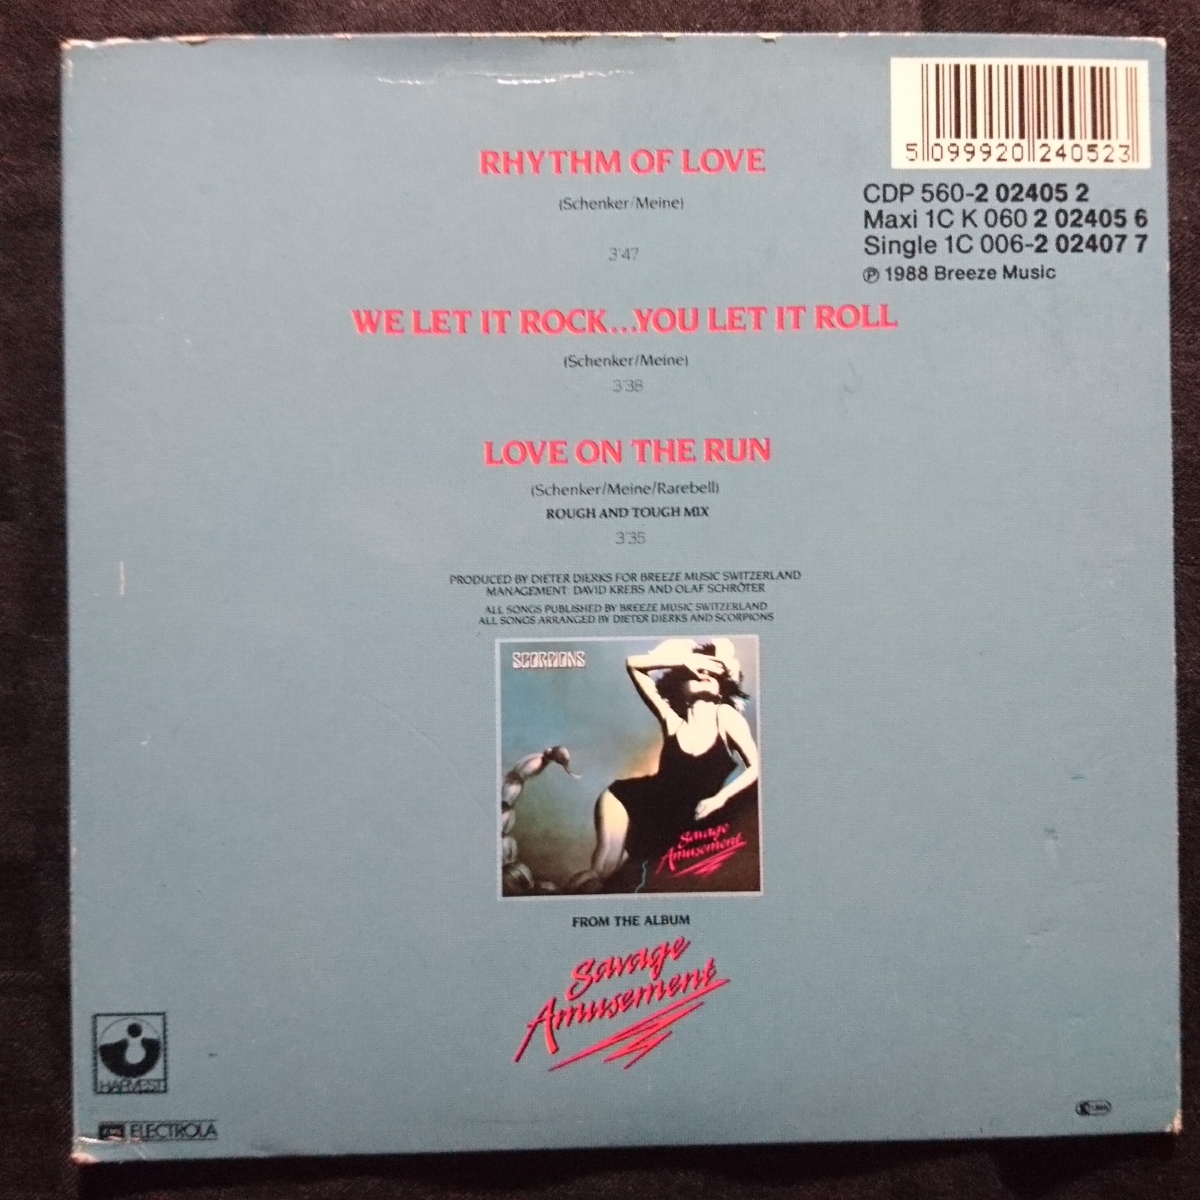 5 099920 240523
CDP 560-2 02405 2
Maxi 1C K 060 2 02405 6
Single 1C 006-2 02407 7
℗ 1988 Breeze Music
RHYTHM OF LOVE
(Schenker/Meine)
3'47
WE LET IT ROCK...YOU LET IT ROLL
(Schenker/Meine)
3'38
LOVE ON THE RUN
(Schenker/Meine/Rarebell)
ROUGH AND TOUGH MIX
3'35
PRODUCED BY DIETER DIERKS FOR BREEZE MUSIC SWITZERLAND
MANAGEMENT: DAVID KREBS AND OLAF SCHRÖTER
ALL SONGS PUBLISHED BY BREEZE MUSIC SWITZERLAND
ALL SONGS ARRANGED BY DIETER DIERKS AND SCORPIONS
SCORPIONS
Savage
Amusement
FROM THE ALBUM
Savage
Amusement
HARVEST
EMI ELECTROLA